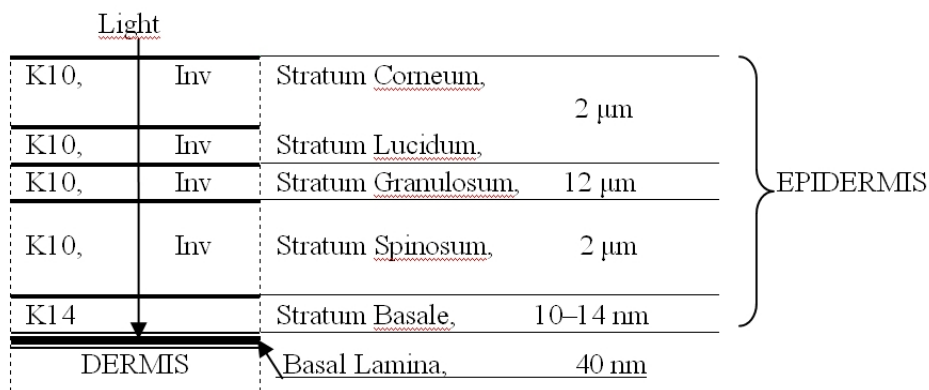 Light
K10, Inv Stratum Corneum,
2 μm
K10, Inv Stratum Lucidum,
K10, Inv Stratum Granulosum, 12 μm
EPIDERMIS
K10, Inv Stratum Spinosum, 2 μm
K14 Stratum Basale, 10–14 nm
DERMIS Basal Lamina, 40 nm